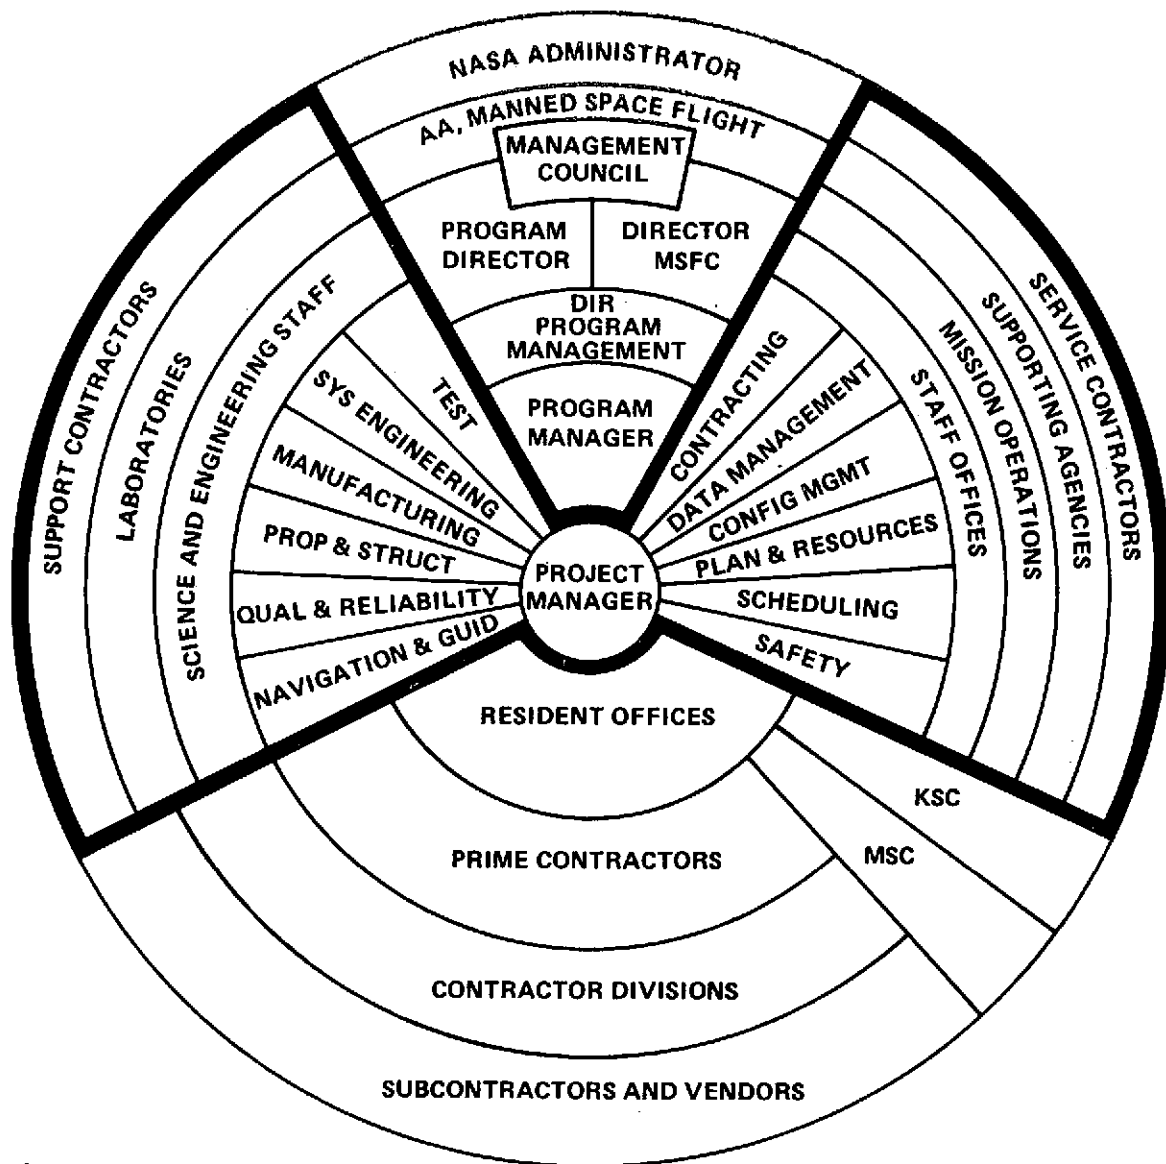 NASA ADMINISTRATOR
AA, MANNED SPACE FLIGHT
MANAGEMENT
COUNCIL
PROGRAM
DIRECTOR
DIRECTOR
MSFC
DIR
PROGRAM
MANAGEMENT
PROGRAM
MANAGER
PROJECT
MANAGER
SUPPORT CONTRACTORS
LABORATORIES
SCIENCE AND ENGINEERING STAFF
TEST
SYS ENGINEERING
MANUFACTURING
PROP & STRUCT
QUAL & RELIABILITY
NAVIGATION & GUID
CONTRACTING
DATA MANAGEMENT
CONFIG MGMT
PLAN & RESOURCES
SCHEDULING
SAFETY
STAFF OFFICES
MISSION OPERATIONS
SUPPORTING AGENCIES
SERVICE CONTRACTORS
RESIDENT OFFICES
KSC
MSC
PRIME CONTRACTORS
CONTRACTOR DIVISIONS
SUBCONTRACTORS AND VENDORS